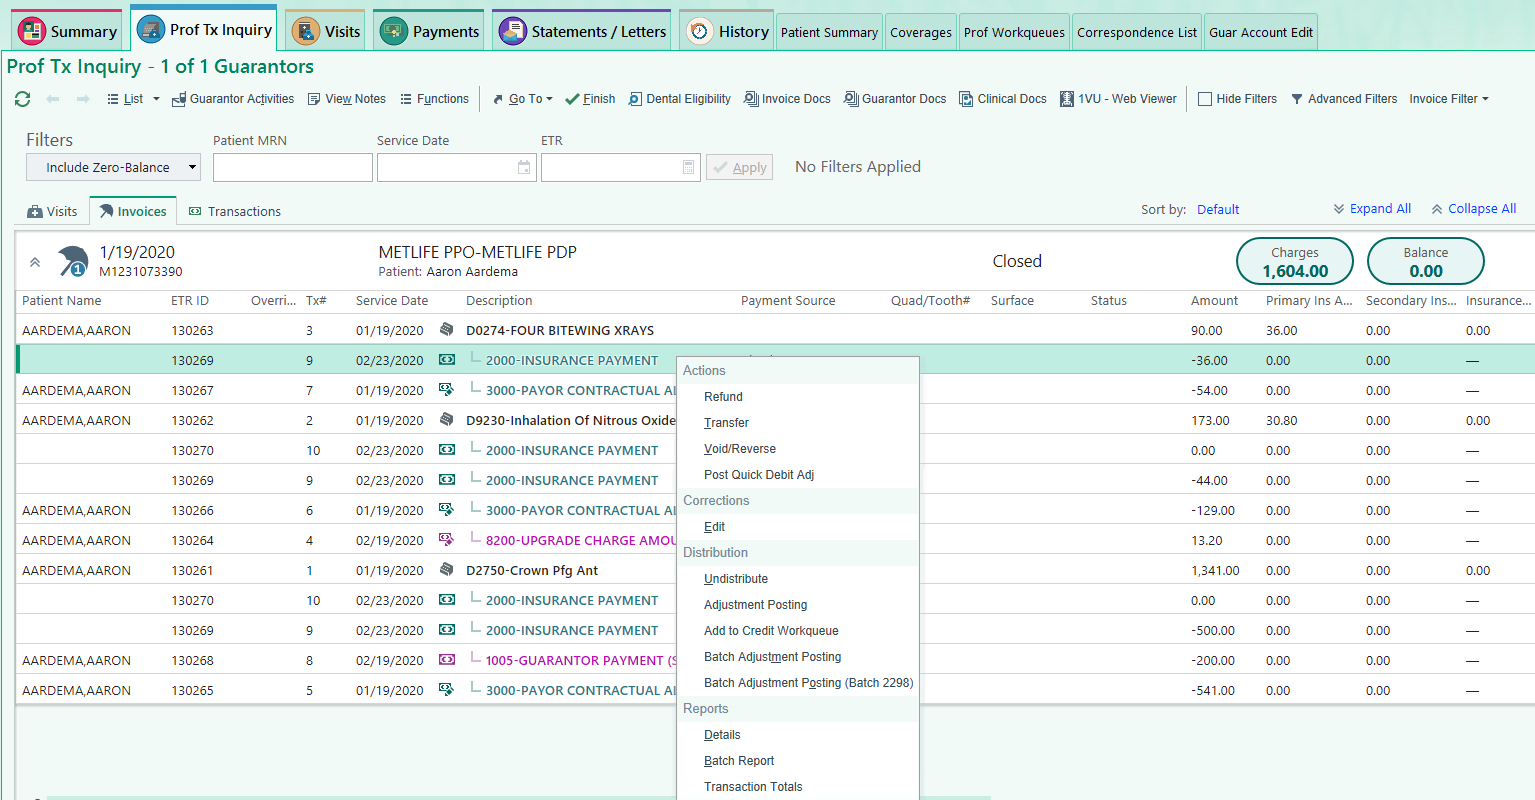 Summary Prof Tx Inquiry Visits Payments Statements / Letters History Patient Summary Coverages Prof Workqueues Correspondence List Guar Account Edit
Prof Tx Inquiry - 1 of 1 Guarantors
List Guarantor Activities View Notes Functions Go To Finish Dental Eligibility Invoice Docs Guarantor Docs Clinical Docs 1VU - Web Viewer Hide Filters Advanced Filters Invoice Filter
Filters Patient MRN Service Date ETR
Include Zero-Balance Apply No Filters Applied
Visits Invoices Transactions Sort by: Default Expand All Collapse All
1/19/2020 METLIFE PPO-METLIFE PDP Closed Charges Balance
1 M1231073390 Patient: Aaron Aardema 1,604.00 0.00
Patient Name ETR ID Overri... Tx# Service Date Description Payment Source Quad/Tooth# Surface Status Amount Primary Ins A... Secondary Ins... Insurance...
AARDEMA,AARON 130263 3 01/19/2020 D0274-FOUR BITEWING XRAYS 90.00 36.00 0.00 0.00
130269 9 02/23/2020 2000-INSURANCE PAYMENT -36.00 0.00 0.00 —
AARDEMA,AARON 130267 7 01/19/2020 3000-PAYOR CONTRACTUAL AL -54.00 0.00 0.00 —
AARDEMA,AARON 130262 2 01/19/2020 D9230-Inhalation Of Nitrous Oxide 173.00 30.80 0.00 0.00
130270 10 02/23/2020 2000-INSURANCE PAYMENT 0.00 0.00 0.00 —
130269 9 02/23/2020 2000-INSURANCE PAYMENT -44.00 0.00 0.00 —
AARDEMA,AARON 130266 6 01/19/2020 3000-PAYOR CONTRACTUAL AL -129.00 0.00 0.00 —
AARDEMA,AARON 130264 4 02/19/2020 8200-UPGRADE CHARGE AMOU 13.20 0.00 0.00 —
AARDEMA,AARON 130261 1 01/19/2020 D2750-Crown Pfg Ant 1,341.00 0.00 0.00 0.00
130270 10 02/23/2020 2000-INSURANCE PAYMENT 0.00 0.00 0.00 —
130269 9 02/23/2020 2000-INSURANCE PAYMENT -500.00 0.00 0.00 —
AARDEMA,AARON 130268 8 02/19/2020 1005-GUARANTOR PAYMENT (S -200.00 0.00 0.00 —
AARDEMA,AARON 130265 5 01/19/2020 3000-PAYOR CONTRACTUAL AL -541.00 0.00 0.00 —
Actions
Refund
Transfer
Void/Reverse
Post Quick Debit Adj
Corrections
Edit
Distribution
Undistribute
Adjustment Posting
Add to Credit Workqueue
Batch Adjustment Posting
Batch Adjustment Posting (Batch 2298)
Reports
Details
Batch Report
Transaction Totals